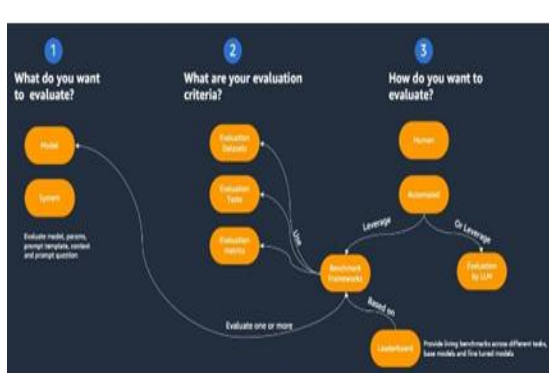 1
What do you want
to evaluate?
Model
System
Evaluate model, params,
prompt template, context
and prompt question
2
What are your evaluation
criteria?
Evaluation
Datasets
Evaluation
Tasks
Evaluation
metrics
Use
3
How do you want to
evaluate?
Human
Automated
Leverage
Or Leverage
Benchmark
Frameworks
Evaluation
by LLM
Evaluate one or more
Based on
Leaderboard
Provide living benchmarks across different tasks,
base models and fine tuned models